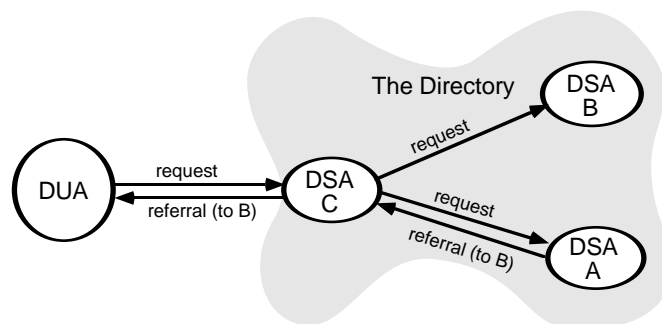 The Directory
DSA
B
request
request
DUA
DSA
C
referral (to B)
request
referral (to B)
DSA
A